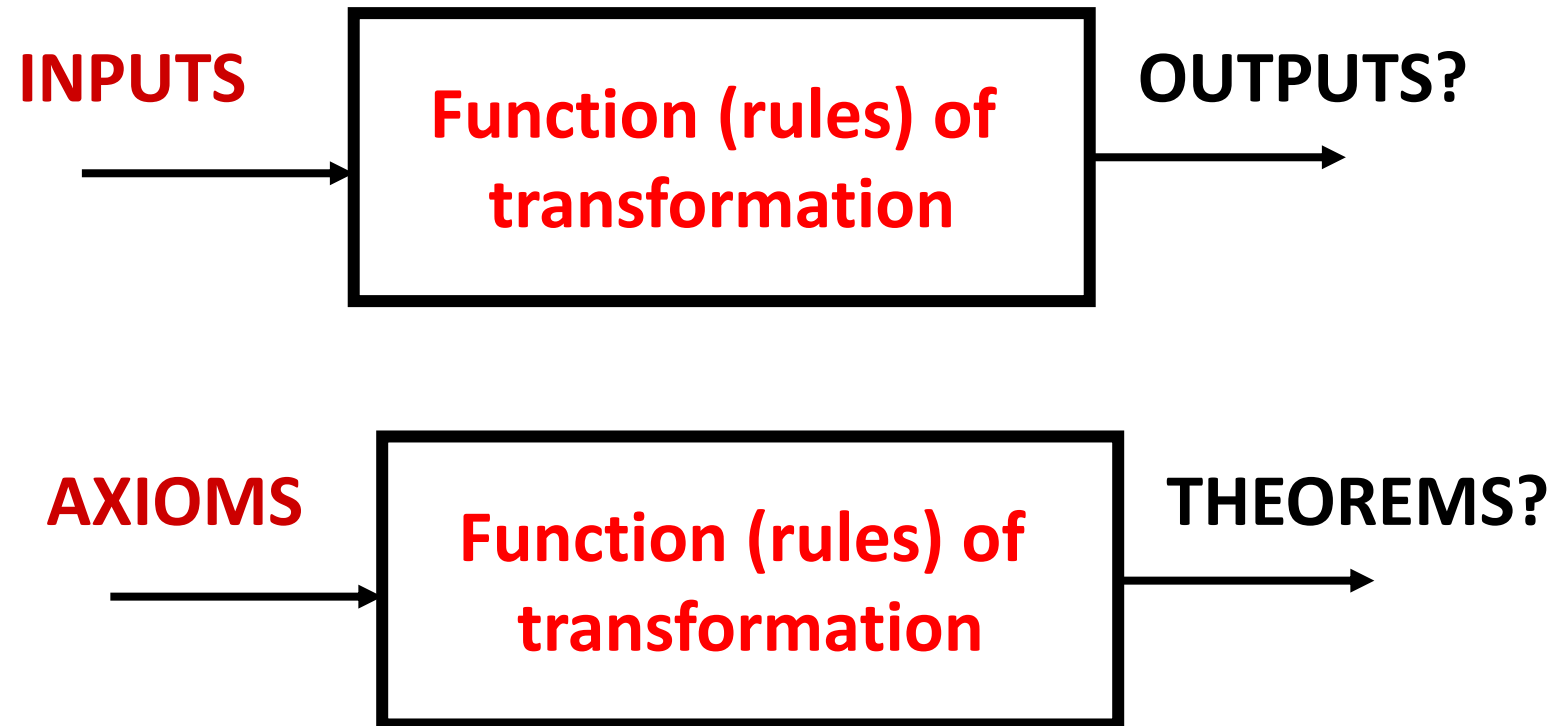 INPUTS
Function (rules) of
transformation
OUTPUTS?
AXIOMS
Function (rules) of
transformation
THEOREMS?